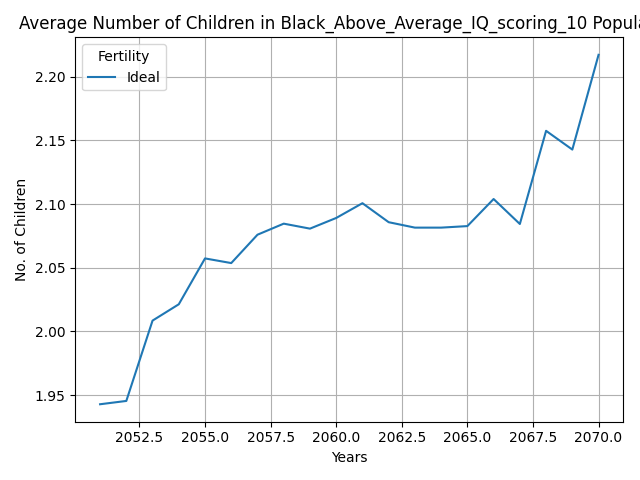 Average Number of Children in Black_Above_Average_IQ_scoring_10 Popula
Fertility
Ideal
2.20
2.15
2.10
2.05
2.00
1.95
No. of Children
2052.5 2055.0 2057.5 2060.0 2062.5 2065.0 2067.5 2070.0
Years